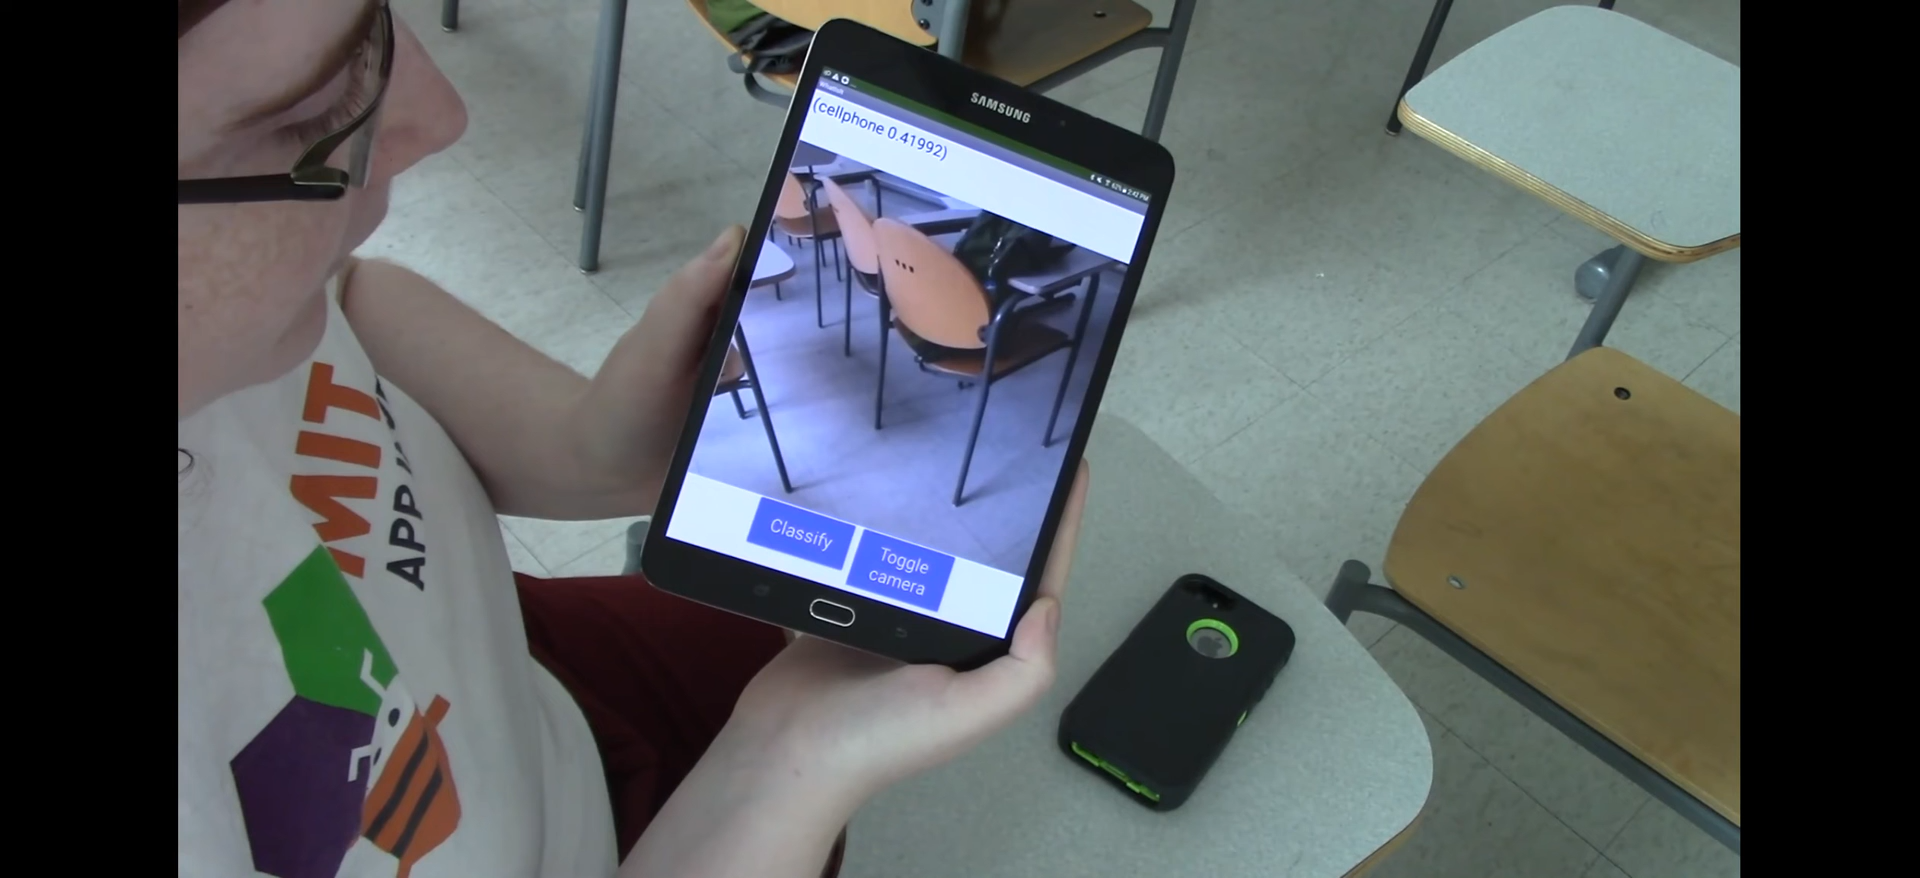 SAMSUNG
(cellphone 0.41992)
Classify
Toggle
camera
MIT
APP